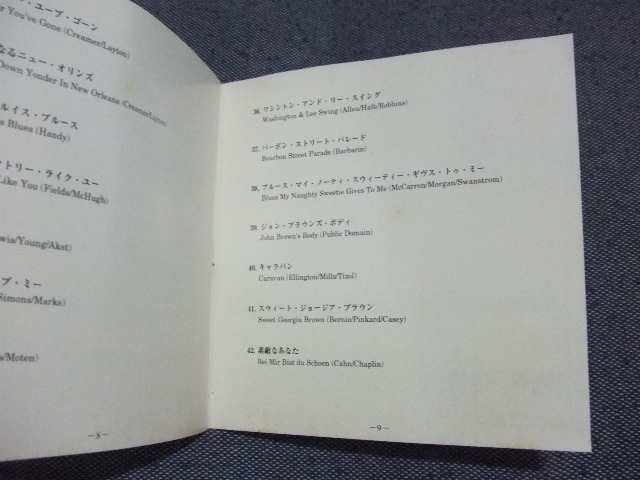 ・ユーブ・ゴーン
You've Gone (Creamer/Layton)
なるニュー・オリンズ
Down Yonder In New Orleans (Creamer/Layton)
ルイス・ブルース
s Blues (Handy)
ントリー・ライク・ユー
Like You (Fields/McHugh)
wis/Young/Akst)
ブ・ミー
Simons/Marks)
/Moten)
—8—
36. ワシントン・アンド・リー・スイング
Washington & Lee Swing (Allen/Hafe/Robbins)
37. バーボン・ストリート・パレード
Bourbon Street Parade (Barbarin)
38. ブルース・マイ・ノーティ・スウィーティー・ギヴス・トゥ・ミー
Blues My Naughty Sweetie Gives To Me (McCarron/Morgan/Swanstrom)
39. ジョン・ブラウンズ・ボディ
John Brown's Body (Public Domain)
40. キャラバン
Caravan (Ellington/Mills/Tizol)
41. スウィート・ジョージア・ブラウン
Sweet Georgia Brown (Bernie/Pinkard/Casey)
42. 素敵なあなた
Bei Mir Bist du Schoen (Cahn/Chaplin)
—9—